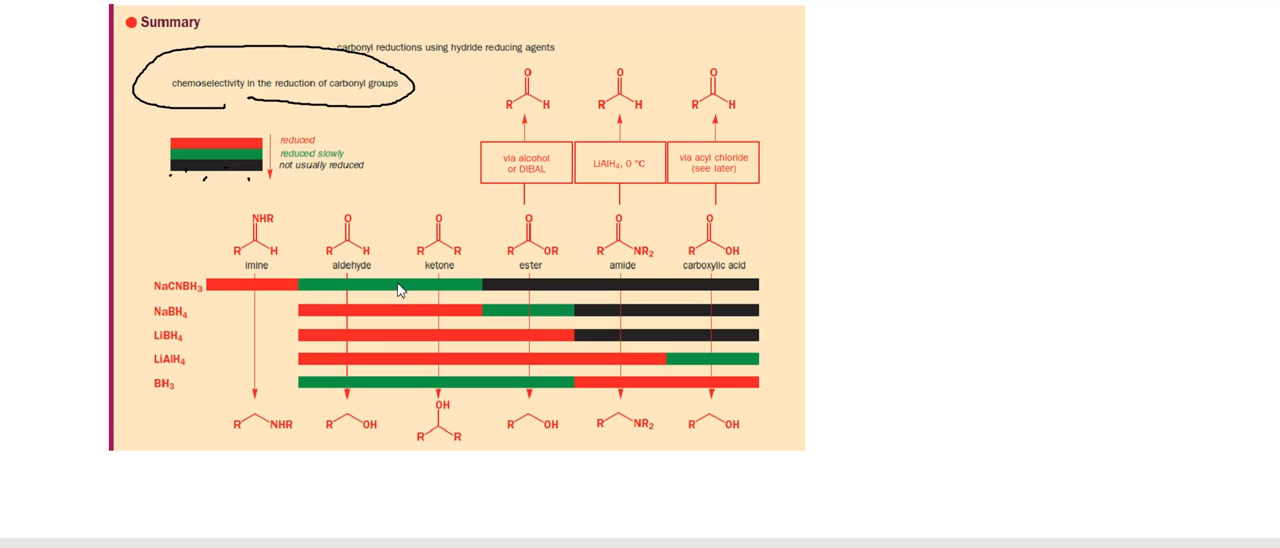 Summary
carbonyl reductions using hydride reducing agents
chemoselectivity in the reduction of carbonyl groups
O O O
R H R H R H
reduced
reduced slowly
not usually reduced
via alcohol
or DIBAL
LiAlH₄, 0 °C
via acyl chloride
(see later)
NHR O O O O O
R H R H R R R OR R NR₂ R OH
imine aldehyde ketone ester amide carboxylic acid
NaCNBH₃
NaBH₄
LiBH₄
LiAlH₄
BH₃
OH
R NHR R OH R R R OH R NR₂ R OH